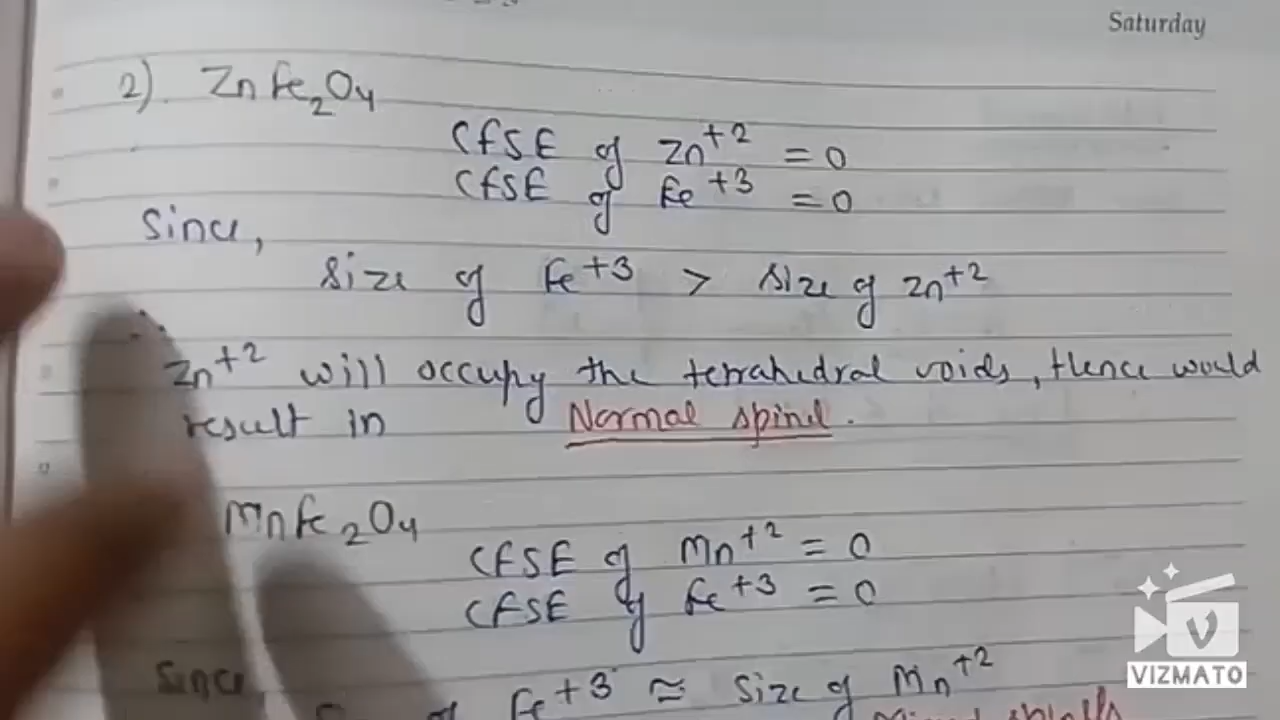 Saturday
2). ZnFe₂O₄
CFSE of Zn⁺² = 0
CFSE of Fe⁺³ = 0
Since,
Size of Fe⁺³ > Size of Zn⁺²
Zn⁺² will occupy the tetrahedral voids, Hence would
result in Normal spinel.
MnFe₂O₄
CFSE of Mn⁺² = 0
CFSE of Fe⁺³ = 0
Since
of Fe⁺³ ≅ Size of Mn⁺²
V
VIZMATO